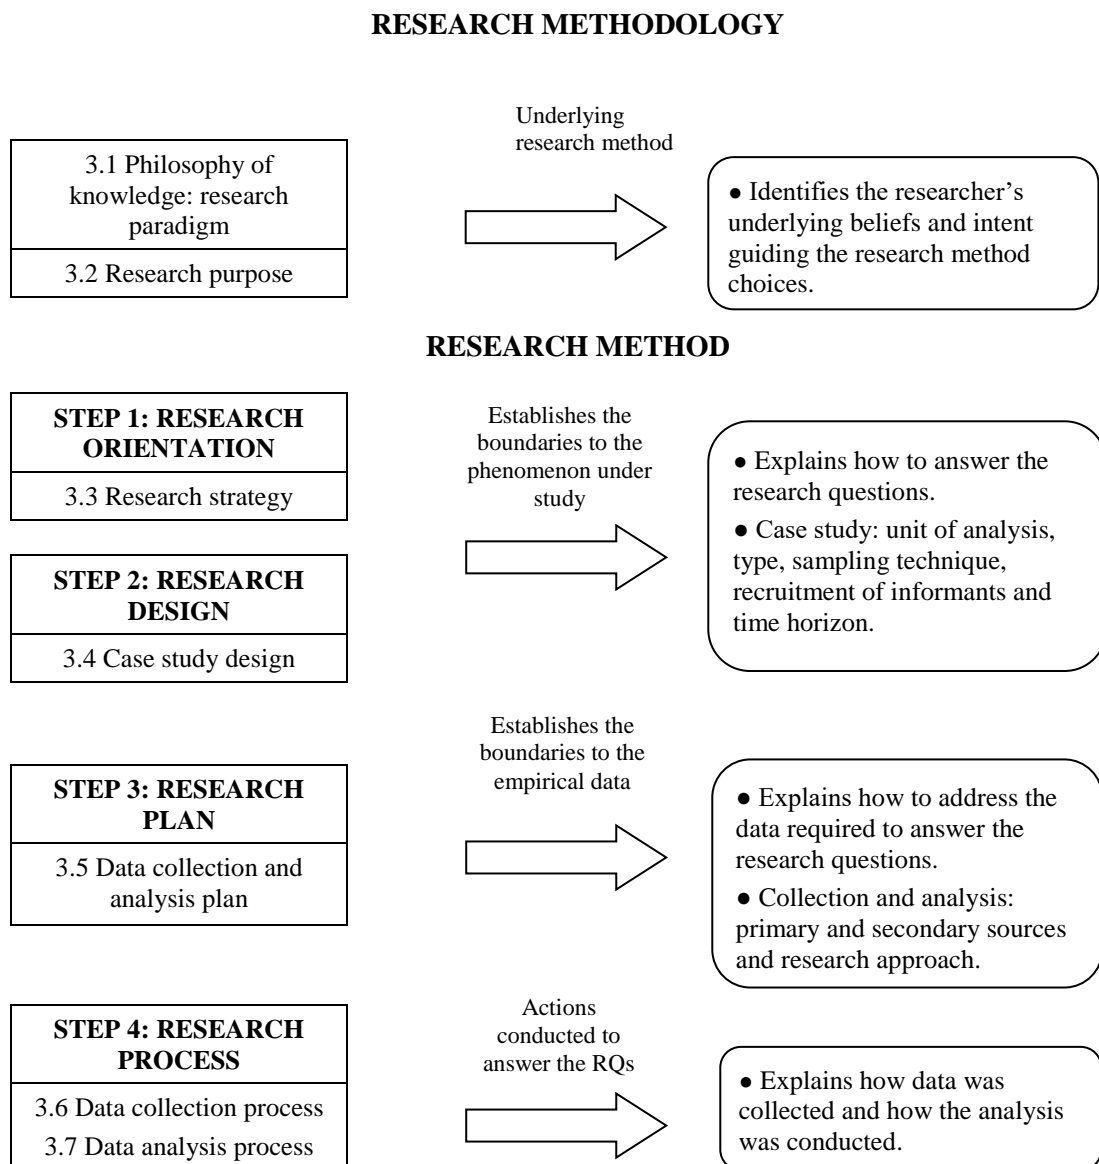 RESEARCH METHODOLOGY
Underlying
research method
3.1 Philosophy of
knowledge: research
paradigm
3.2 Research purpose
● Identifies the researcher’s
underlying beliefs and intent
guiding the research method
choices.
RESEARCH METHOD
STEP 1: RESEARCH
ORIENTATION
3.3 Research strategy
STEP 2: RESEARCH
DESIGN
3.4 Case study design
Establishes the
boundaries to the
phenomenon under
study
● Explains how to answer the
research questions.
● Case study: unit of analysis,
type, sampling technique,
recruitment of informants and
time horizon.
STEP 3: RESEARCH
PLAN
3.5 Data collection and
analysis plan
Establishes the
boundaries to the
empirical data
● Explains how to address the
data required to answer the
research questions.
● Collection and analysis:
primary and secondary sources
and research approach.
STEP 4: RESEARCH
PROCESS
3.6 Data collection process
3.7 Data analysis process
Actions
conducted to
answer the RQs
● Explains how data was
collected and how the analysis
was conducted.